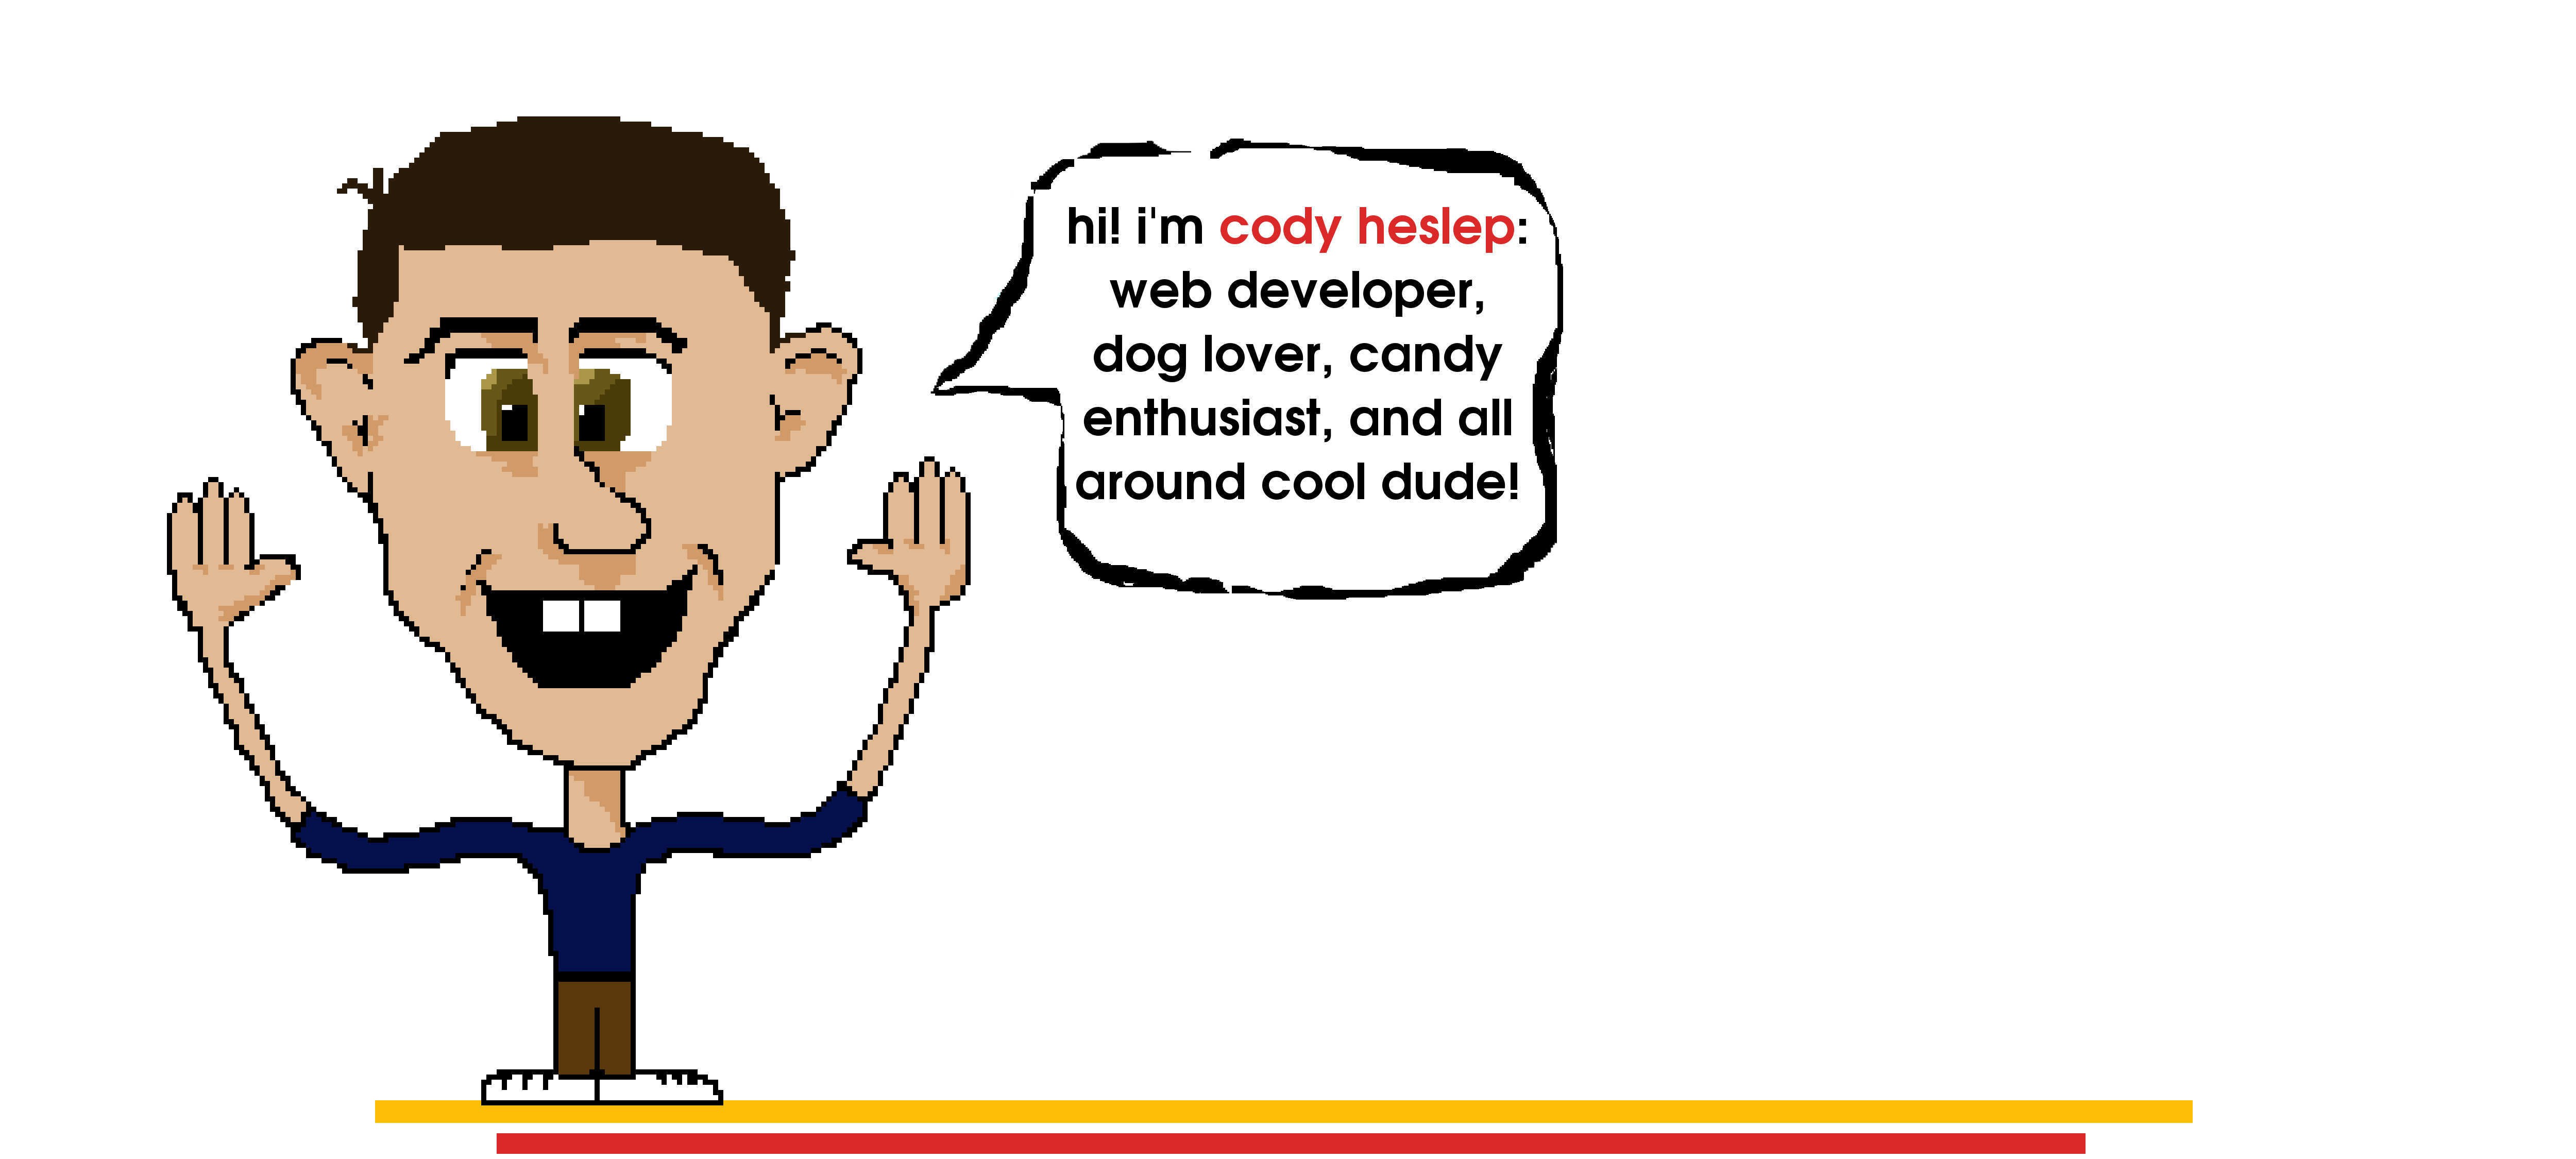 hi! i'm cody heslep:
web developer,
dog lover, candy
enthusiast, and all
around cool dude!